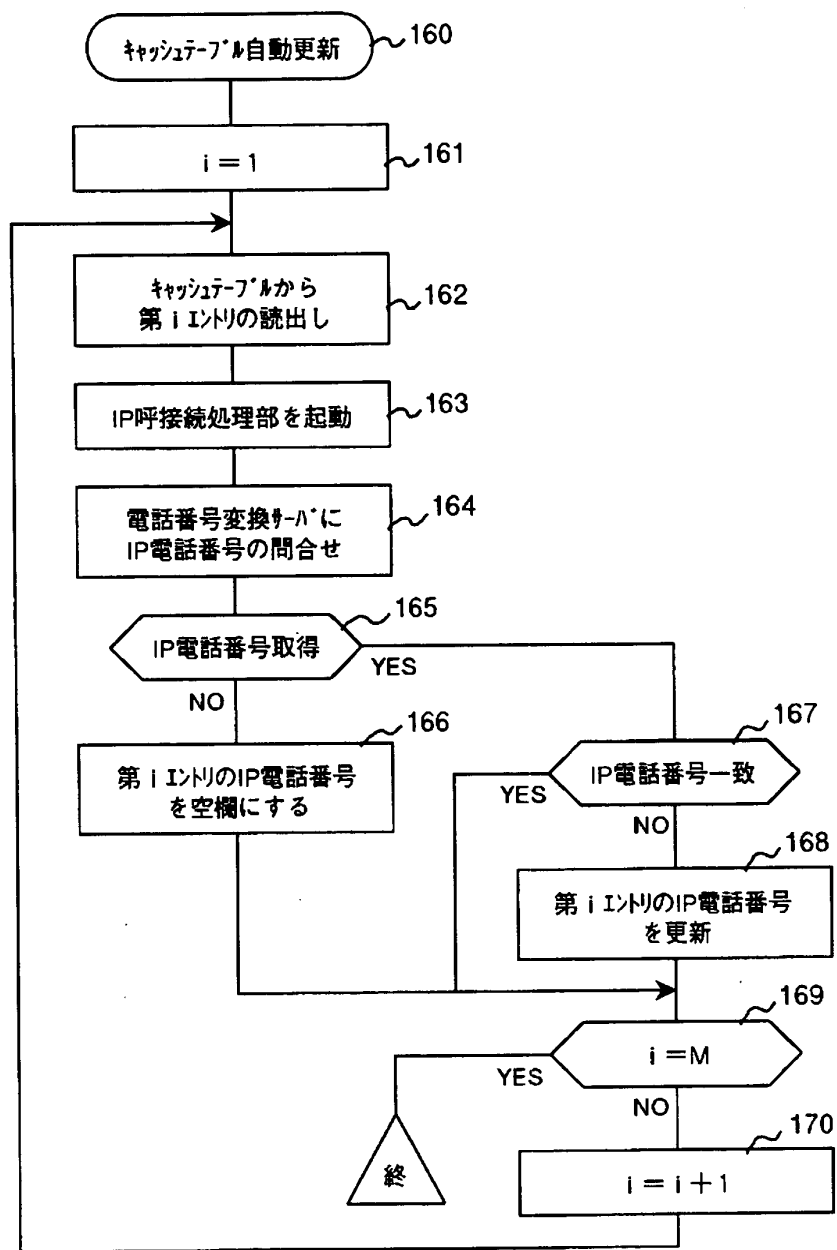 キャッシュテーブル自動更新
160
i=1
161
キャッシュテーブルから
第iエントリの読出し
162
IP呼接続処理部を起動
163
電話番号変換サーバに
IP電話番号の問合せ
164
IP電話番号取得
165
YES
NO
第iエントリのIP電話番号
を空欄にする
166
IP電話番号一致
167
YES
NO
第iエントリのIP電話番号
を更新
168
i=M
169
YES
NO
終
i=i+1
170